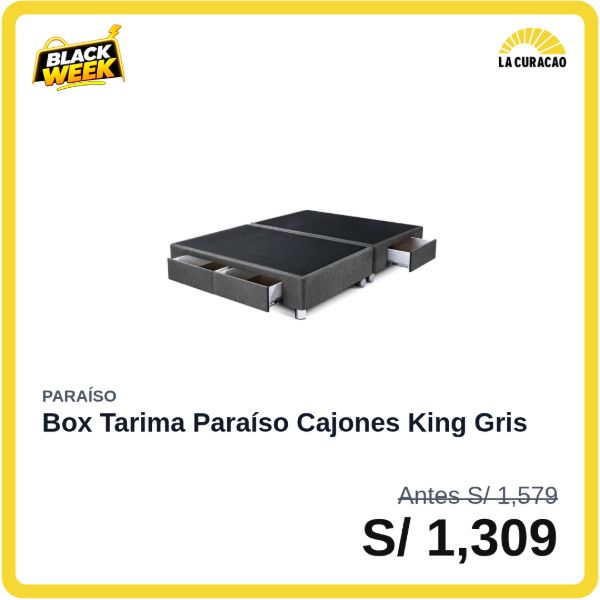 BLACK
WEEK
LA CURACAO
PARAÍSO
Box Tarima Paraíso Cajones King Gris
Antes S/ 1,579
S/ 1,309